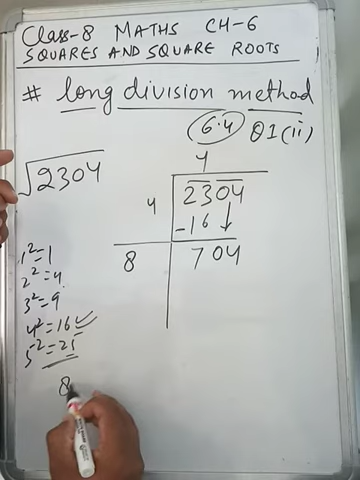 Class-8 MATHS CH-6
SQUARES AND SQUARE ROOTS
# long division method
6.4 Q1(ii)
√2304
4
4 2304
-16 ↓
8 704
1²=1
2²=4
3²=9
4²=16 ✓
5²=25
8